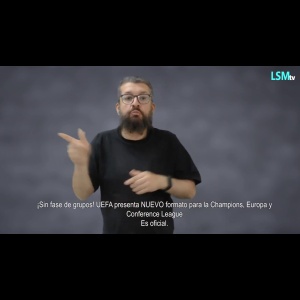 LSMtv
¡Sin fase de grupos! UEFA presenta NUEVO formato para la Champions, Europa y
Conference League
Es oficial.